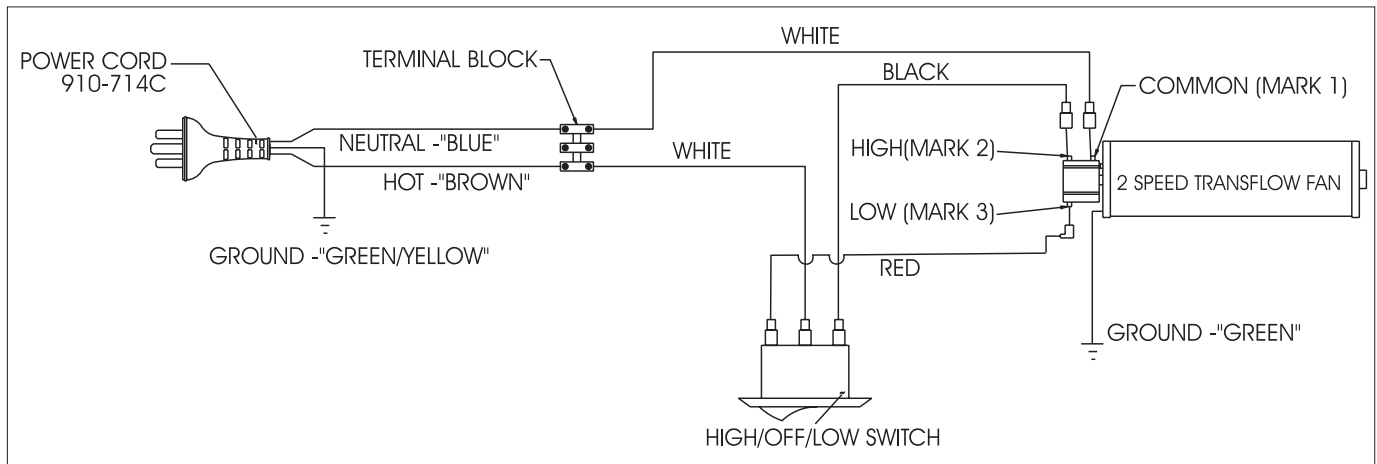 POWER CORD
910-714C
TERMINAL BLOCK
WHITE
BLACK
COMMON (MARK 1)
NEUTRAL -"BLUE"
WHITE
HIGH(MARK 2)
HOT -"BROWN"
2 SPEED TRANSFLOW FAN
LOW (MARK 3)
GROUND -"GREEN/YELLOW"
RED
GROUND -"GREEN"
HIGH/OFF/LOW SWITCH